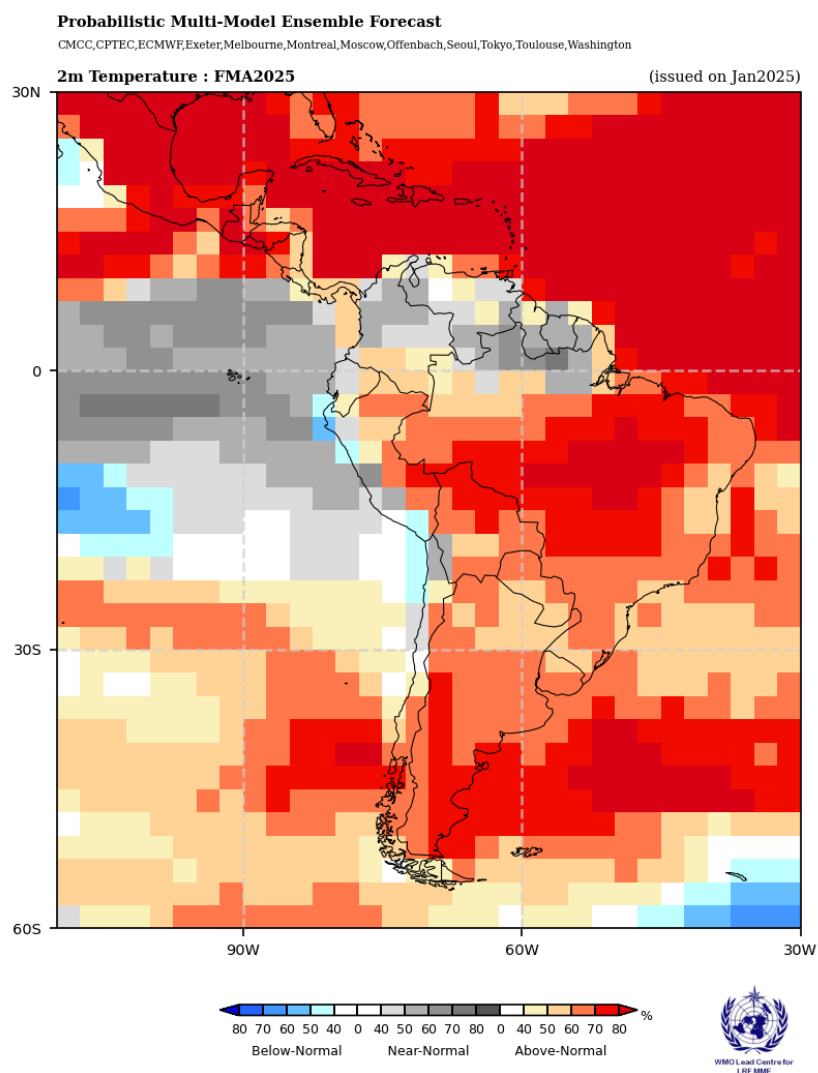 Probabilistic Multi-Model Ensemble Forecast
CMCC,CPTEC,ECMWF,Exeter,Melbourne,Montreal,Moscow,Offenbach,Seoul,Tokyo,Toulouse,Washington
2m Temperature : FMA2025 (issued on Jan2025)
30N
0
30S
60S
90W 60W 30W
80 70 60 50 40 0 40 50 60 70 80 0 40 50 60 70 80 %
Below-Normal Near-Normal Above-Normal
WMO Lead Centre for
LRFMME